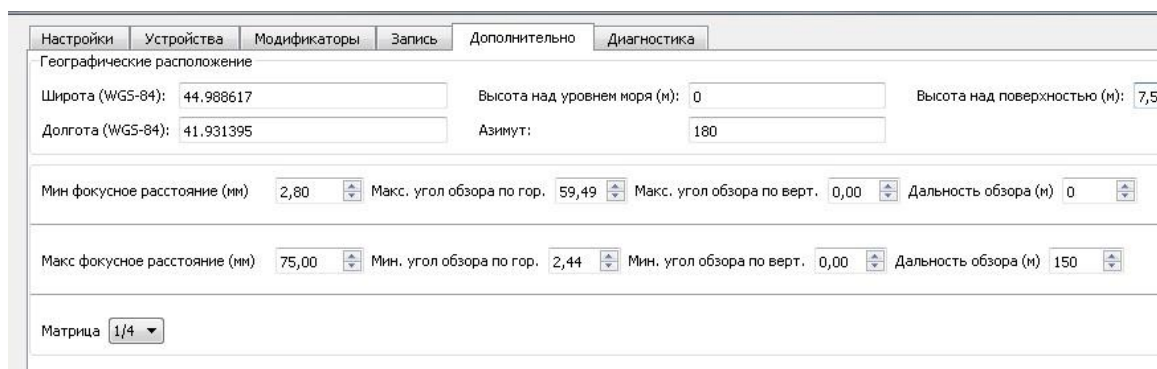 Настройки Устройства Модификаторы Запись Дополнительно Диагностика
Географические расположение
Широта (WGS-84): 44.988617 Высота над уровнем моря (м): 0 Высота над поверхностью (м): 7,5
Долгота (WGS-84): 41.931395 Азимут: 180
Мин фокусное расстояние (мм) 2,80 Макс. угол обзора по гор. 59,49 Макс. угол обзора по верт. 0,00 Дальность обзора (м) 0
Макс фокусное расстояние (мм) 75,00 Мин. угол обзора по гор. 2,44 Мин. угол обзора по верт. 0,00 Дальность обзора (м) 150
Матрица 1/4